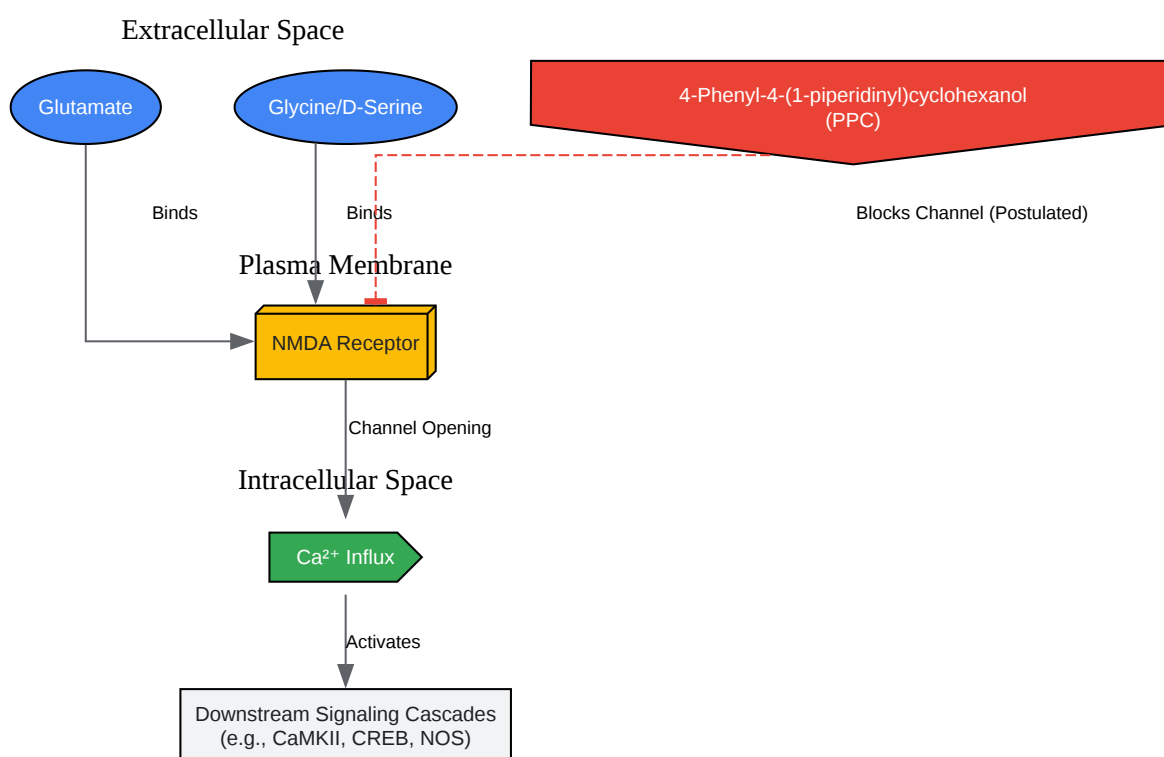 Extracellular Space
Glutamate
Glycine/D-Serine
4-Phenyl-4-(1-piperidinyl)cyclohexanol
(PPC)
Binds
Binds
Blocks Channel (Postulated)
Plasma Membrane
NMDA Receptor
Channel Opening
Intracellular Space
Ca²⁺ Influx
Activates
Downstream Signaling Cascades
(e.g., CaMKII, CREB, NOS)